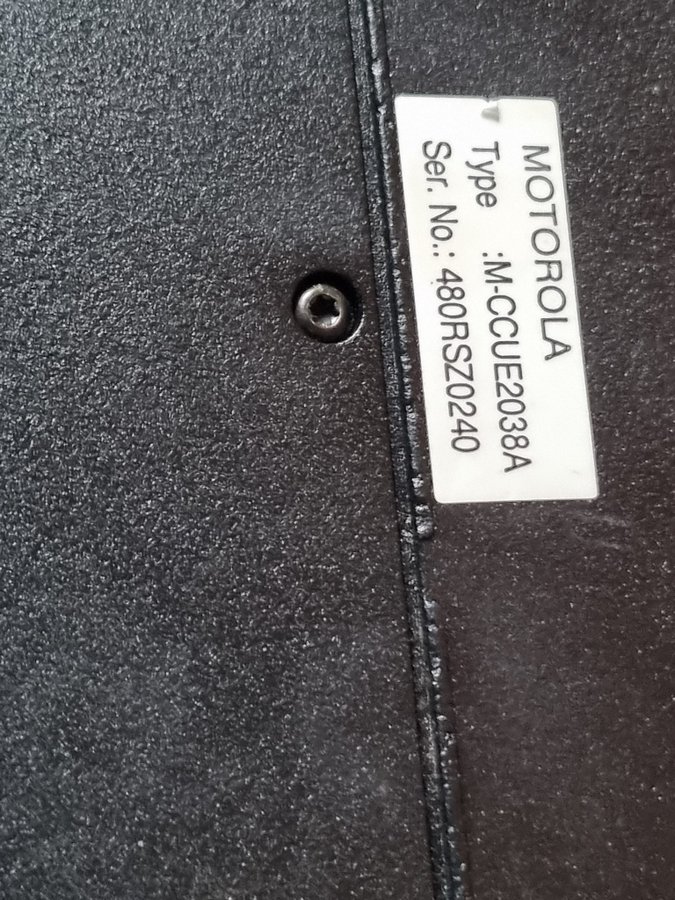 MOTOROLA
Type :M-CCUE2038A
Ser. No.: 480RSZ0240